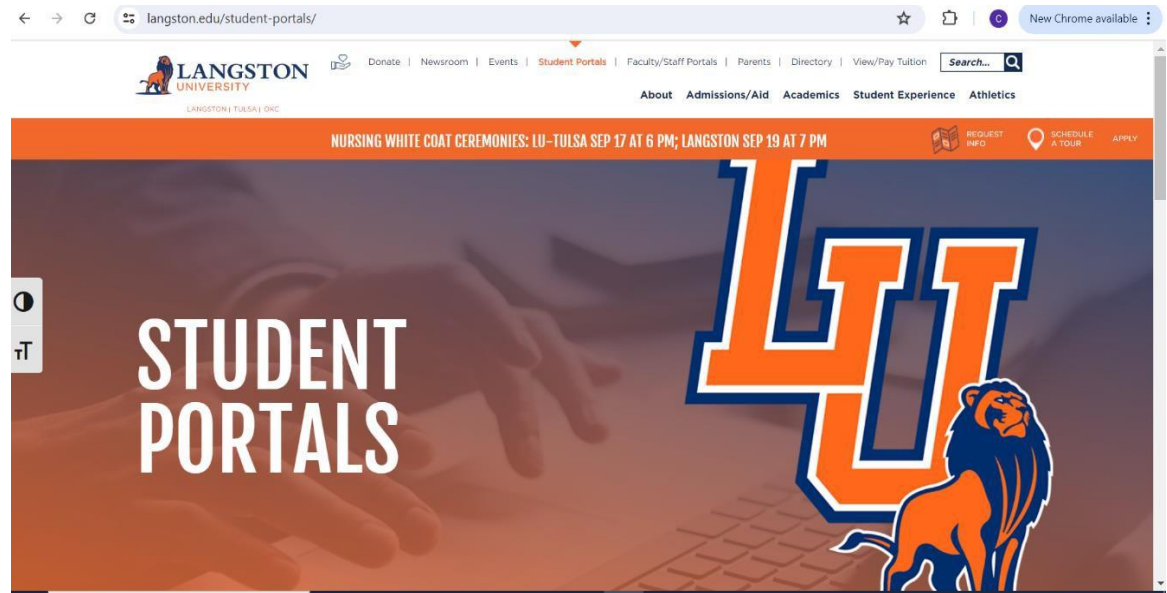 langston.edu/student-portals/
C
New Chrome available
LANGSTON
UNIVERSITY
LANGSTON | TULSA | OKC
Donate | Newsroom | Events | Student Portals | Faculty/Staff Portals | Parents | Directory | View/Pay Tuition
Search...
About Admissions/Aid Academics Student Experience Athletics
NURSING WHITE COAT CEREMONIES: LU-TULSA SEP 17 AT 6 PM; LANGSTON SEP 19 AT 7 PM
REQUEST
INFO
SCHEDULE
A TOUR
APPLY
LU
TT
STUDENT
PORTALS